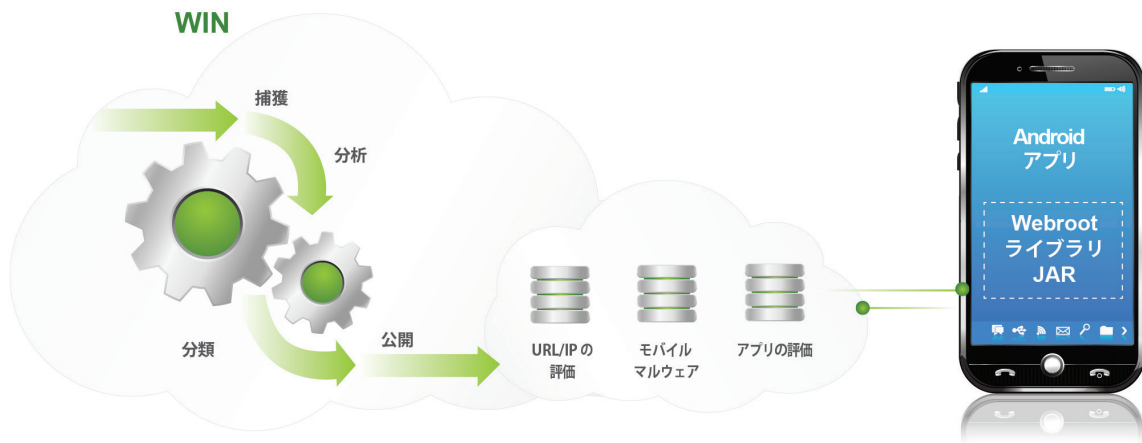 WIN
捕獲
分析
分類
公開
URL/IP の
評価
モバイル
マルウェア
アプリの評価
Android
アプリ
Webroot
ライブラリ
JAR